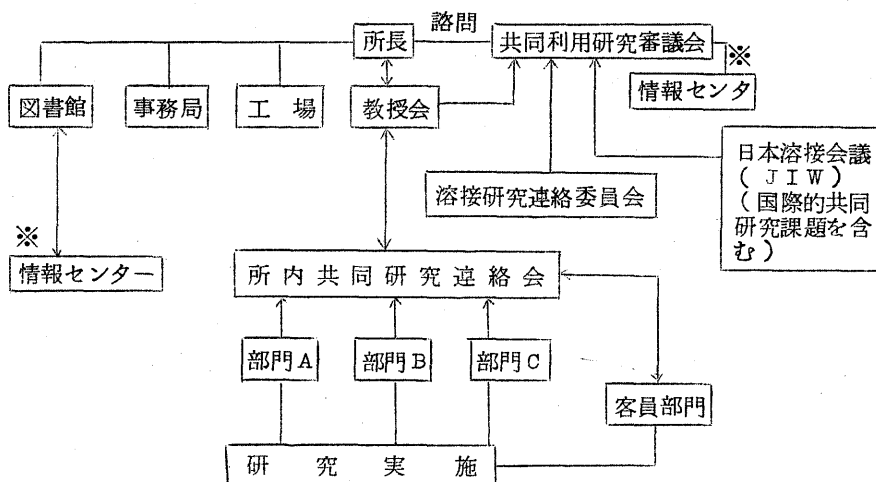 諮問
所長
共同利用研究審議会
※
図書館
事務局
工場
教授会
情報センタ
日本溶接会議
(JIW)
(国際的共同
研究課題を含
む)
溶接研究連絡委員会
※
情報センター
所内共同研究連絡会
部門A
部門B
部門C
客員部門
研究実施